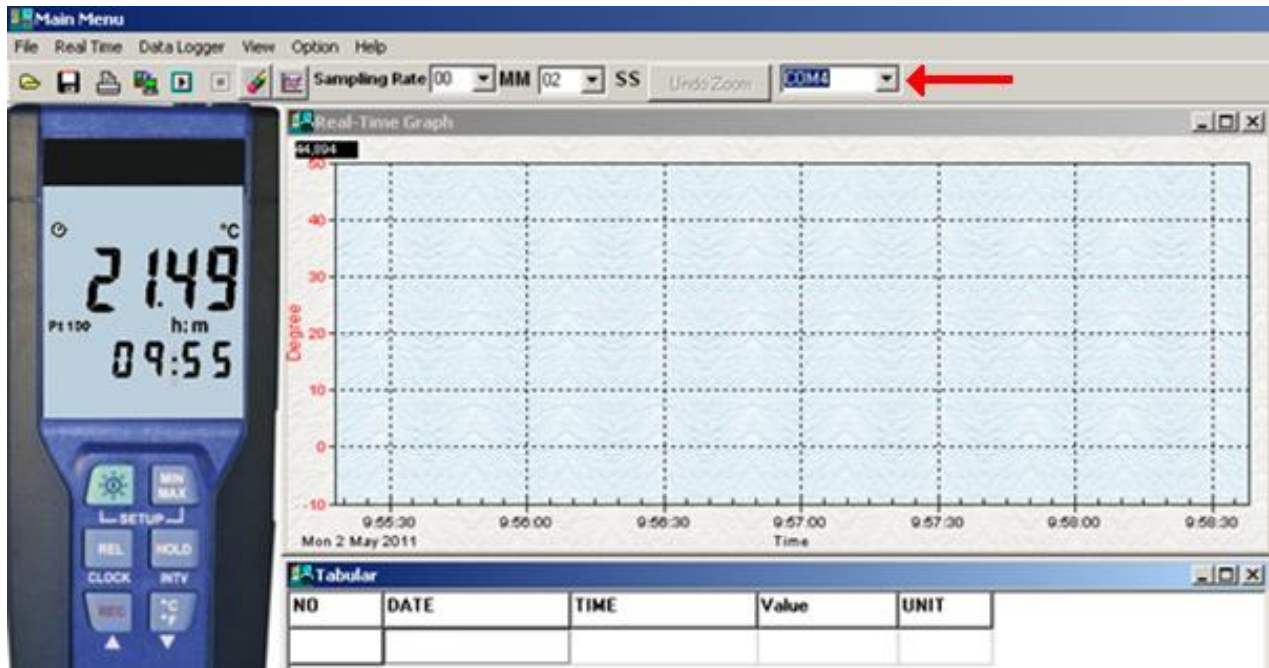 Main Menu
File Real Time Data Logger View Option Help
Sampling Rate 00 MM 02 SS Undo Zoom COM4
Real-Time Graph
44,894
50
40
30
20
10
0
-10
Degree
9:55:30 9:56:00 9:56:30 9:57:00 9:57:30 9:58:00 9:58:30
Mon 2 May 2011 Time
°C
21.49
Pt 100 h:m
09:55
MIN
MAX
SETUP
REL HOLD
CLOCK INTV
REC °C
°F
Tabular
NO DATE TIME Value UNIT